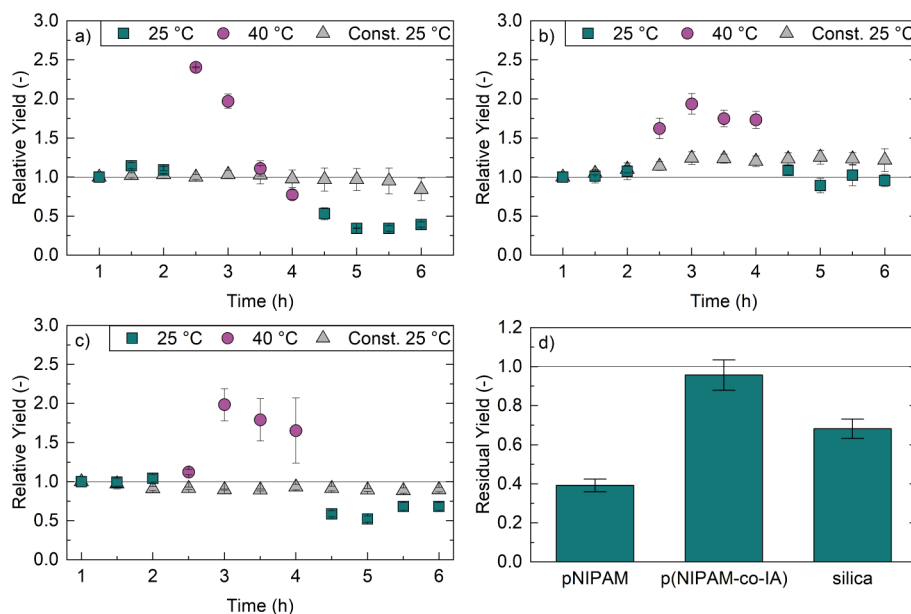 a)
25 °C 40 °C Const. 25 °C
3.0
2.5
2.0
1.5
1.0
0.5
0.0
Relative Yield (-)
1 2 3 4 5 6
Time (h)
b)
25 °C 40 °C Const. 25 °C
3.0
2.5
2.0
1.5
1.0
0.5
0.0
Relative Yield (-)
1 2 3 4 5 6
Time (h)
c)
25 °C 40 °C Const. 25 °C
3.0
2.5
2.0
1.5
1.0
0.5
0.0
Relative Yield (-)
1 2 3 4 5 6
Time (h)
d)
1.2
1.0
0.8
0.6
0.4
0.2
0.0
Residual Yield (-)
pNIPAM p(NIPAM-co-IA) silica